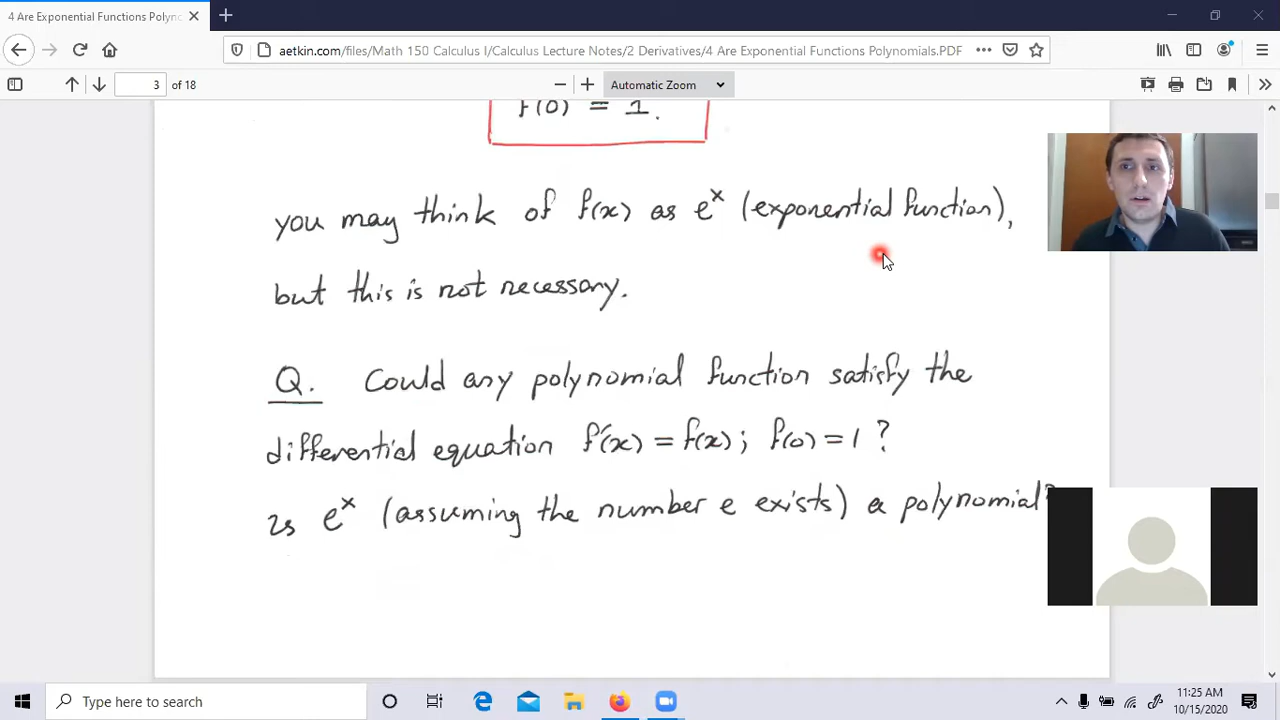 4 Are Exponential Functions Polync
aetkin.com/files/Math 150 Calculus I/Calculus Lecture Notes/2 Derivatives/4 Are Exponential Functions Polynomials.PDF
3 of 18
Automatic Zoom
f(0) = 1.
you may think of f(x) as e^x (exponential function),
but this is not necessary.
Q. Could any polynomial function satisfy the
differential equation f'(x) = f(x); f(0) = 1 ?
Is e^x (assuming the number e exists) a polynomial?
Type here to search
11:25 AM
10/15/2020